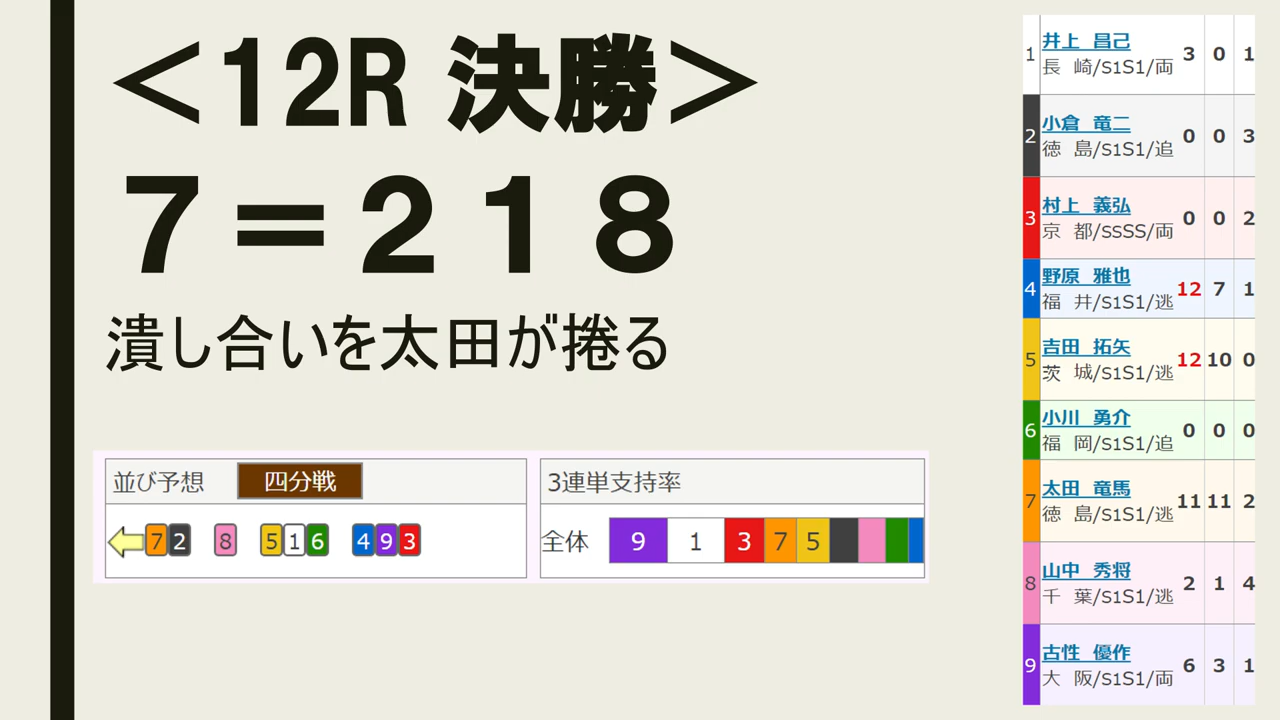 ＜12R 決勝＞
７＝２１８
潰し合いを太田が捲る
並び予想 四分戦
7 2 8 5 1 6 4 9 3
3連単支持率
全体 9 1 3 7 5
1 井上 昌己 3 0 1
長 崎/S1S1/両
2 小倉 竜二 0 0 3
徳 島/S1S1/追
3 村上 義弘 0 0 2
京 都/SSSS/両
4 野原 雅也 12 7 1
福 井/S1S1/逃
5 吉田 拓矢 12 10 0
茨 城/S1S1/逃
6 小川 勇介 0 0 0
福 岡/S1S1/追
7 太田 竜馬 11 11 2
徳 島/S1S1/逃
8 山中 秀将 2 1 4
千 葉/S1S1/逃
9 古性 優作 6 3 1
大 阪/S1S1/両